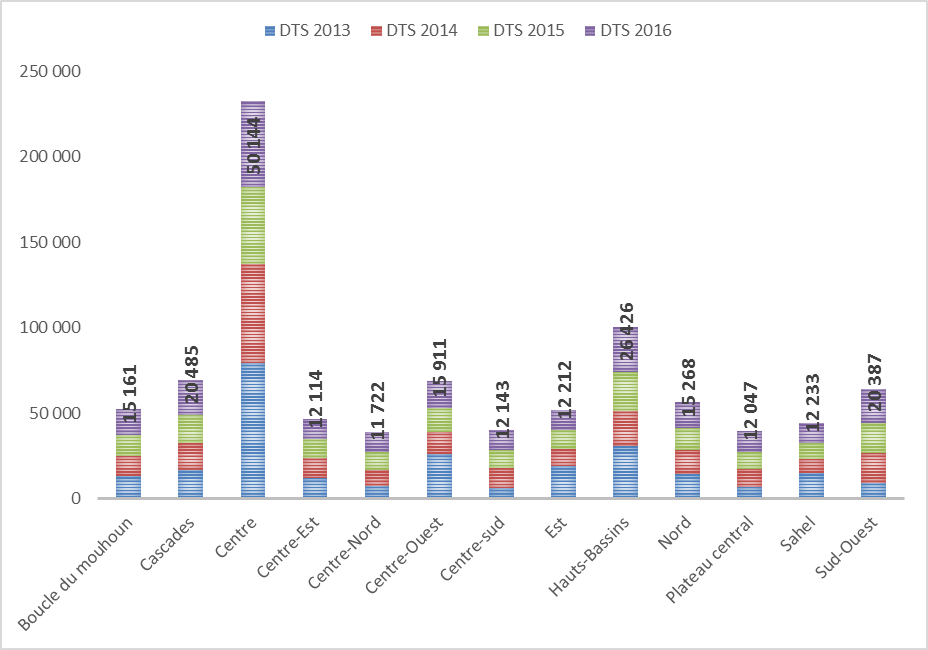 DTS 2013 DTS 2014 DTS 2015 DTS 2016
250 000
200 000
150 000
100 000
50 000
0
15 161
20 485
50 144
12 114
11 722
15 911
12 143
12 212
26 426
15 268
12 047
12 233
20 387
Boucle du mouhoun
Cascades
Centre
Centre-Est
Centre-Nord
Centre-Ouest
Centre-sud
Est
Hauts-Bassins
Nord
Plateau central
Sahel
Sud-Ouest